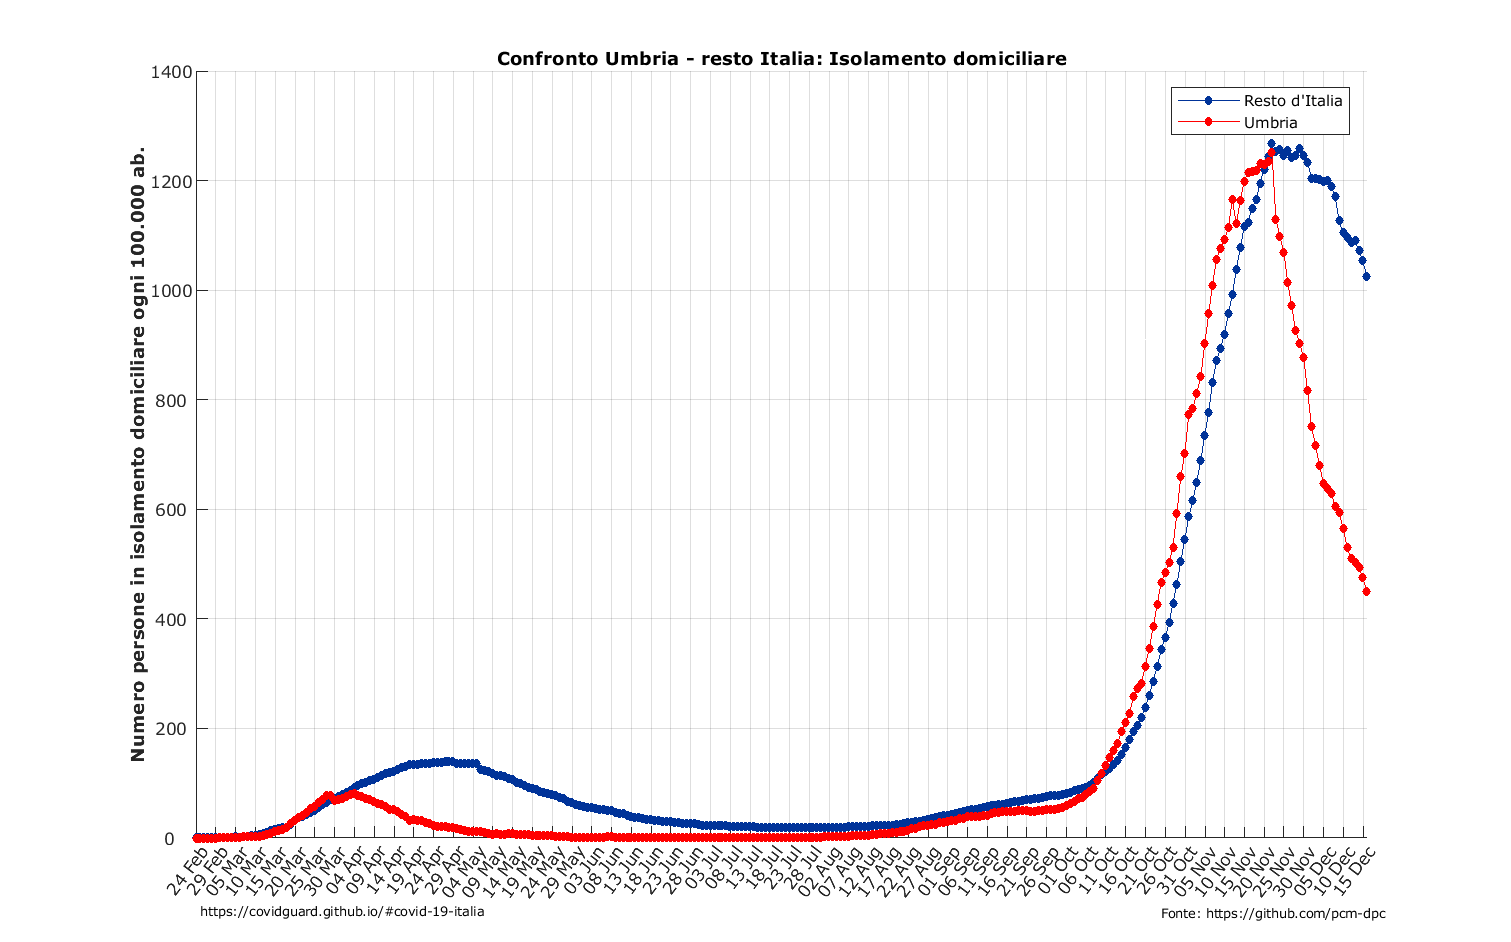 Confronto Umbria - resto Italia: Isolamento domiciliare
Numero persone in isolamento domiciliare ogni 100.000 ab.
1400
1200
1000
800
600
400
200
0
Resto d'Italia
Umbria
24 Feb
29 Feb
05 Mar
10 Mar
15 Mar
20 Mar
25 Mar
30 Mar
04 Apr
09 Apr
14 Apr
19 Apr
24 Apr
29 Apr
04 May
09 May
14 May
19 May
24 May
29 May
03 Jun
08 Jun
13 Jun
18 Jun
23 Jun
28 Jun
03 Jul
08 Jul
13 Jul
18 Jul
23 Jul
28 Jul
02 Aug
07 Aug
12 Aug
17 Aug
22 Aug
27 Aug
01 Sep
06 Sep
11 Sep
16 Sep
21 Sep
26 Sep
01 Oct
06 Oct
11 Oct
16 Oct
21 Oct
26 Oct
31 Oct
05 Nov
10 Nov
15 Nov
20 Nov
25 Nov
30 Nov
05 Dec
10 Dec
15 Dec
https://covidguard.github.io/#covid-19-italia
Fonte: https://github.com/pcm-dpc